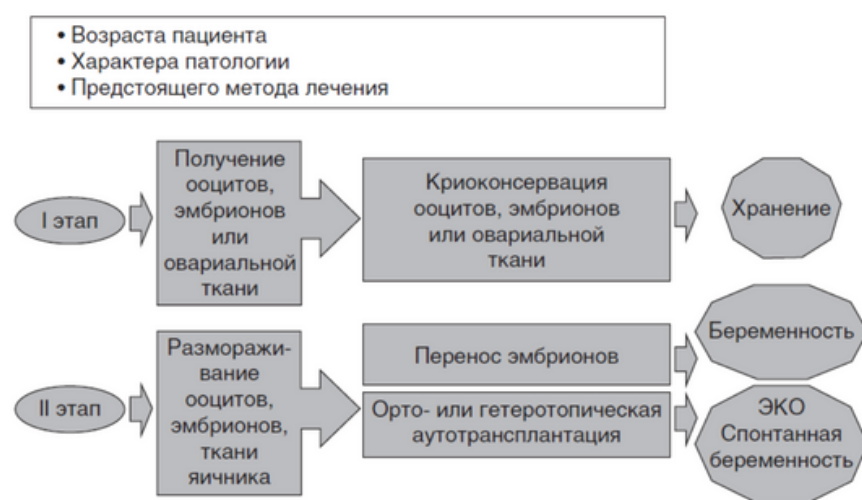 • Возраста пациента
• Характера патологии
• Предстоящего метода лечения
I этап
Получение
ооцитов,
эмбрионов
или
овариальной
ткани
Криоконсервация
ооцитов, эмбрионов
или овариальной
ткани
Хранение
II этап
Разморажи-
вание
ооцитов,
эмбрионов,
ткани
яичника
Перенос эмбрионов
Беременность
Орто- или гетеротопическая
аутотрансплантация
ЭКО
Спонтанная
беременность